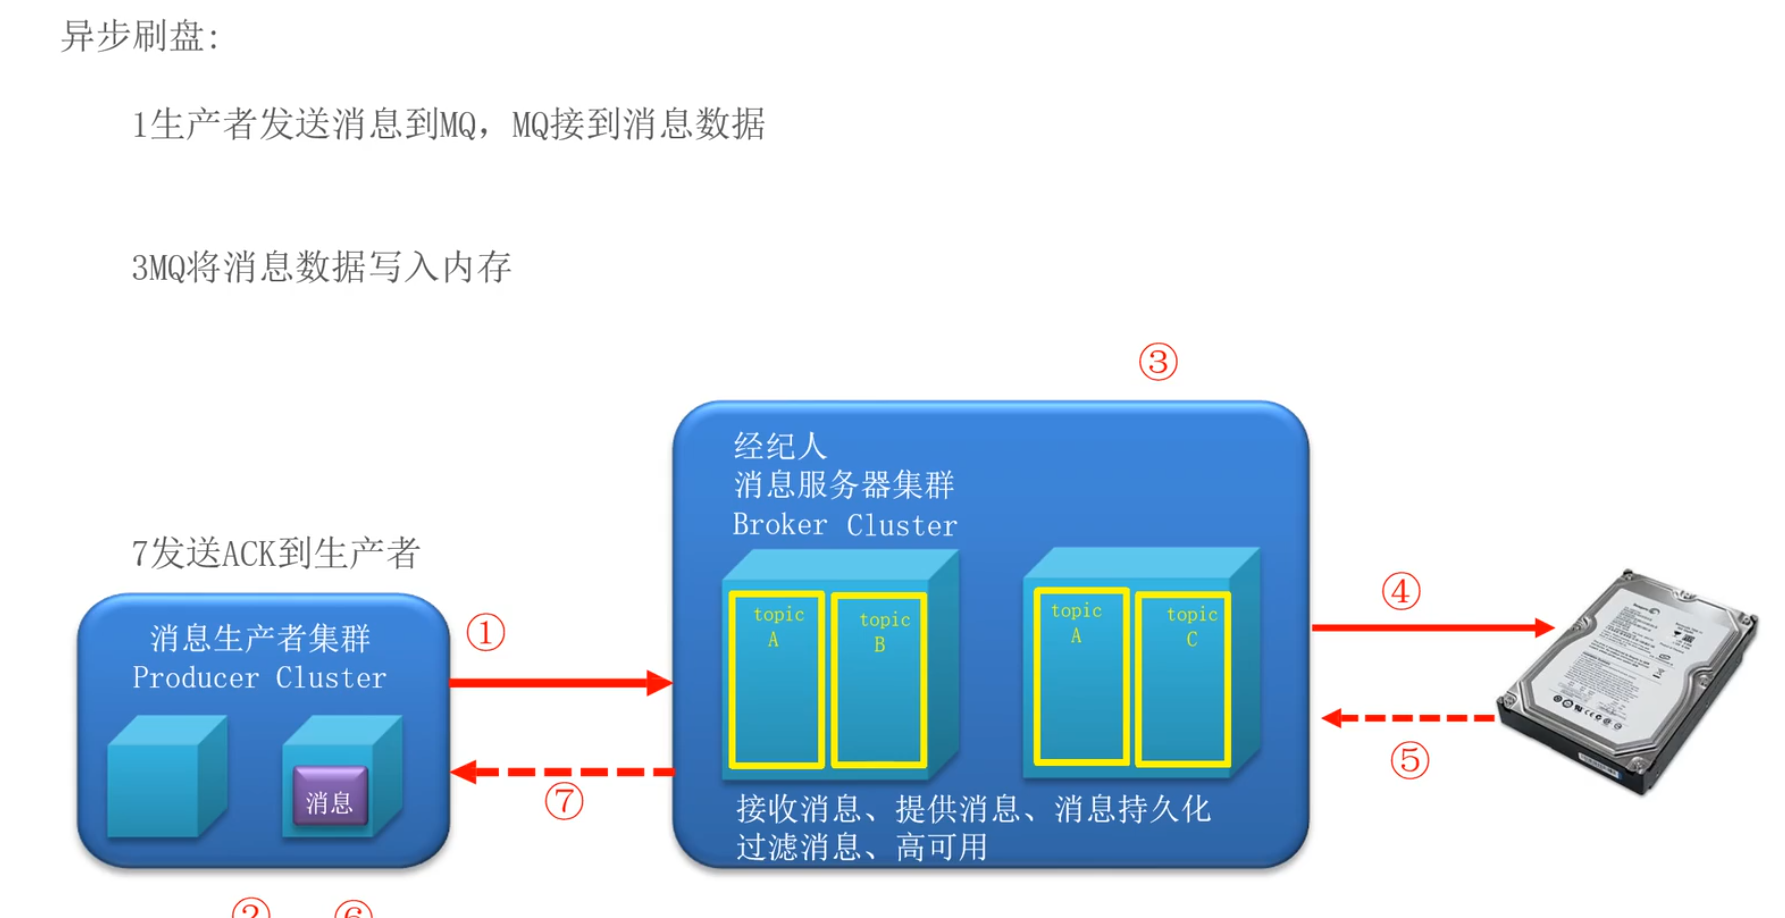 异步刷盘:
1生产者发送消息到MQ，MQ接到消息数据
3MQ将消息数据写入内存
③
经纪人
消息服务器集群
Broker Cluster
7发送ACK到生产者
④
消息生产者集群
Producer Cluster
①
topic
A
topic
B
topic
A
topic
C
⑤
消息
⑦
接收消息、提供消息、消息持久化
过滤消息、高可用
② ⑥